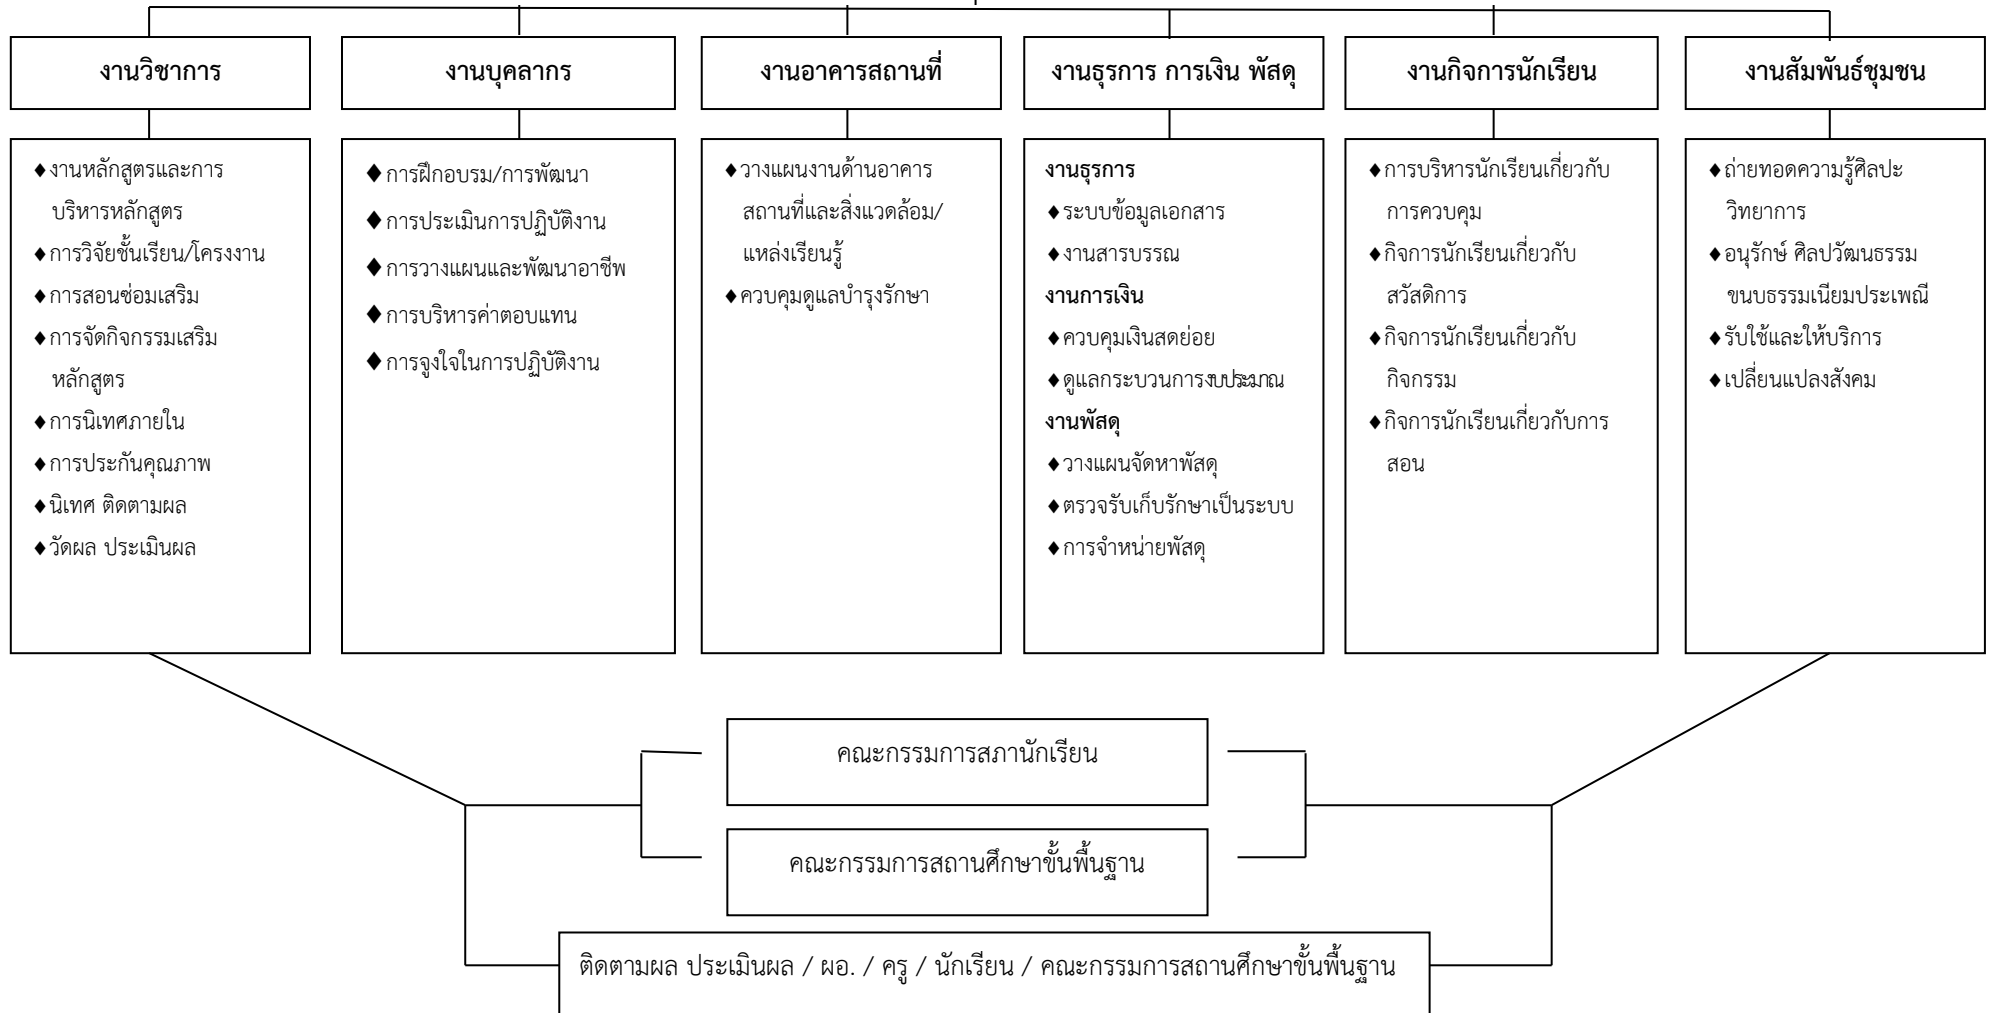 งานวิชาการ
งานบุคลากร
งานอาคารสถานที่
งานธุรการ การเงิน พัสดุ
งานกิจการนักเรียน
งานสัมพันธ์ชุมชน
♦งานหลักสูตรและการ
บริหารหลักสูตร
♦การวิจัยชั้นเรียน/โครงงาน
♦การสอนซ่อมเสริม
♦การจัดกิจกรรมเสริม
หลักสูตร
♦การนิเทศภายใน
♦การประกันคุณภาพ
♦นิเทศ ติดตามผล
♦วัดผล ประเมินผล
♦การฝึกอบรม/การพัฒนา
♦การประเมินการปฏิบัติงาน
♦การวางแผนและพัฒนาอาชีพ
♦การบริหารค่าตอบแทน
♦การจูงใจในการปฏิบัติงาน
♦วางแผนงานด้านอาคาร
สถานที่และสิ่งแวดล้อม/
แหล่งเรียนรู้
♦ควบคุมดูแลบำรุงรักษา
งานธุรการ
♦ระบบข้อมูลเอกสาร
♦งานสารบรรณ
งานการเงิน
♦ควบคุมเงินสดย่อย
♦ดูแลกระบวนการงบประมาณ
งานพัสดุ
♦วางแผนจัดหาพัสดุ
♦ตรวจรับเก็บรักษาเป็นระบบ
♦การจำหน่ายพัสดุ
♦การบริหารนักเรียนเกี่ยวกับ
การควบคุม
♦กิจการนักเรียนเกี่ยวกับ
สวัสดิการ
♦กิจการนักเรียนเกี่ยวกับ
กิจกรรม
♦กิจการนักเรียนเกี่ยวกับการ
สอน
♦ถ่ายทอดความรู้ศิลปะ
วิทยาการ
♦อนุรักษ์ ศิลปวัฒนธรรม
ขนบธรรมเนียมประเพณี
♦รับใช้และให้บริการ
♦เปลี่ยนแปลงสังคม
คณะกรรมการสภานักเรียน
คณะกรรมการสถานศึกษาขั้นพื้นฐาน
ติดตามผล ประเมินผล / ผอ. / ครู / นักเรียน / คณะกรรมการสถานศึกษาขั้นพื้นฐาน